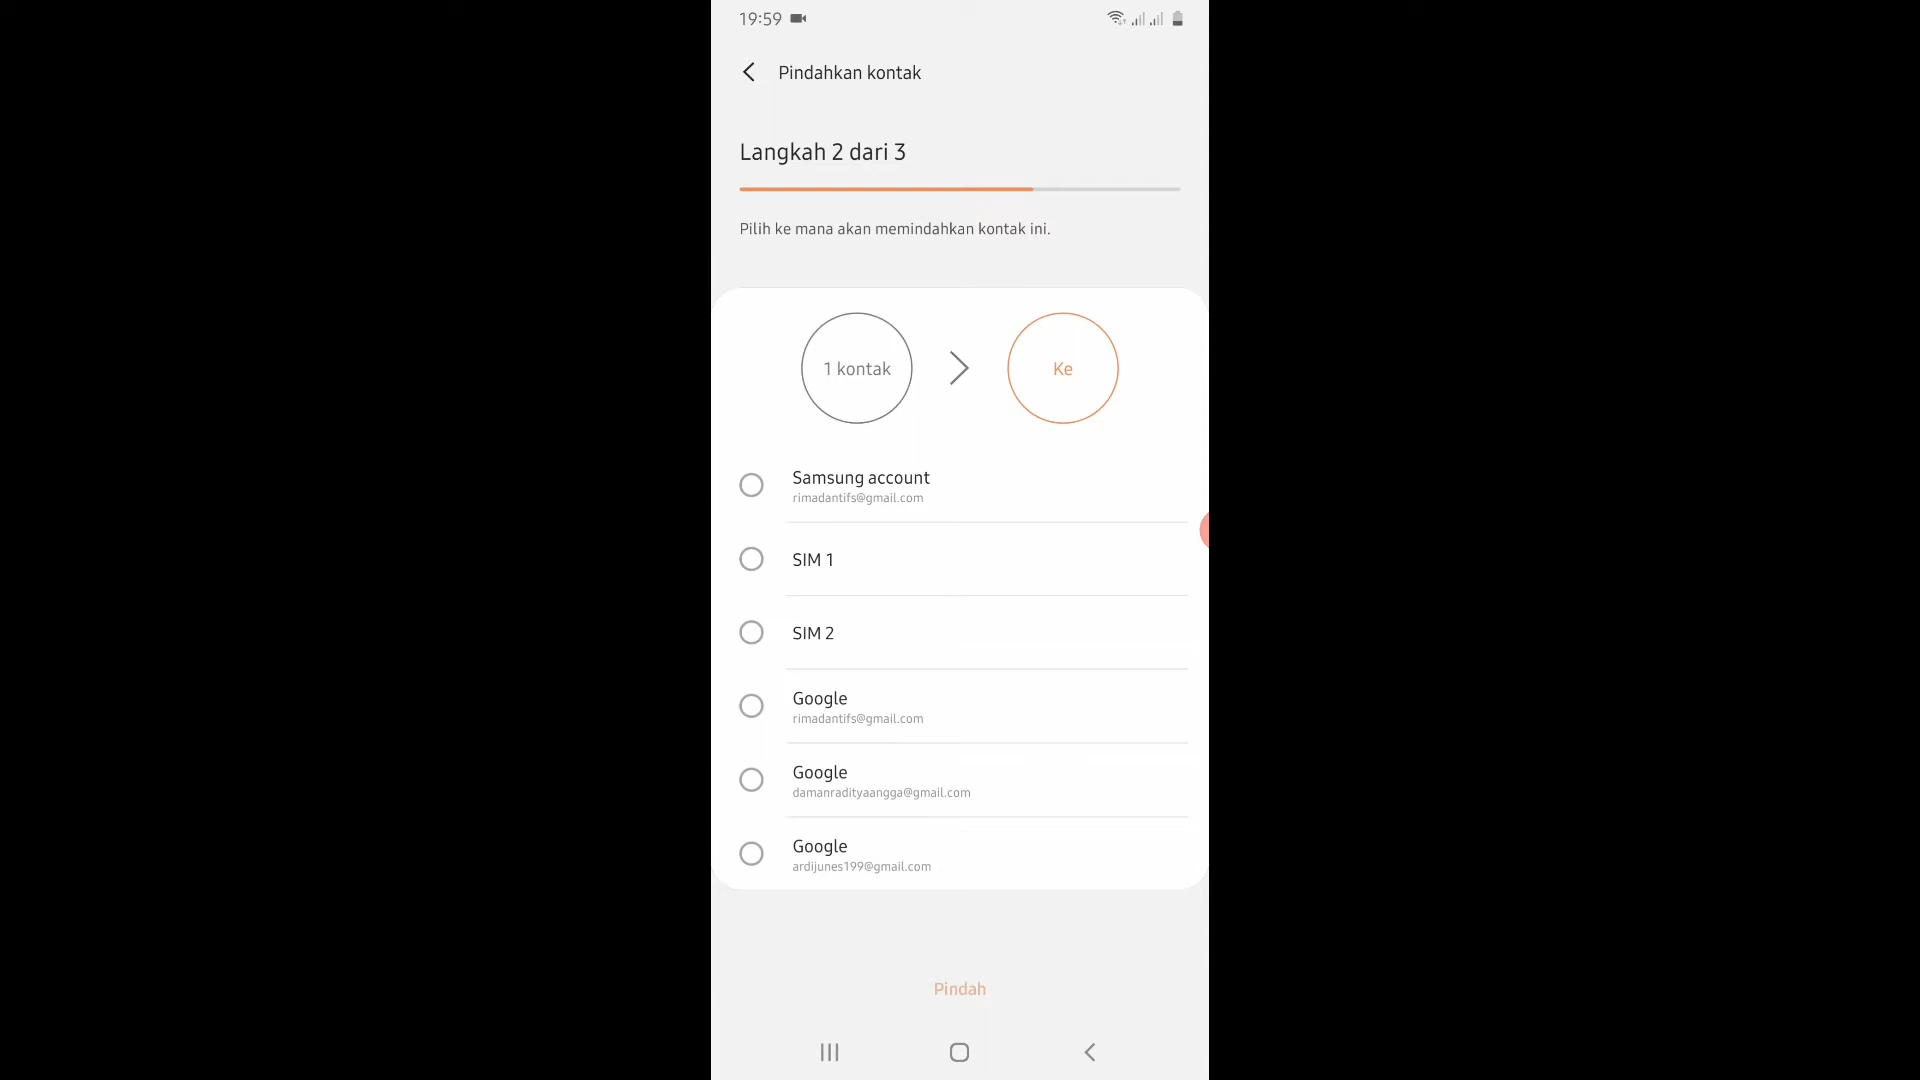 19:59
Pindahkan kontak
Langkah 2 dari 3
Pilih ke mana akan memindahkan kontak ini.
1 kontak
Ke
Samsung account
rimadantifs@gmail.com
SIM 1
SIM 2
Google
rimadantifs@gmail.com
Google
damanradityaangga@gmail.com
Google
ardijunes199@gmail.com
Pindah